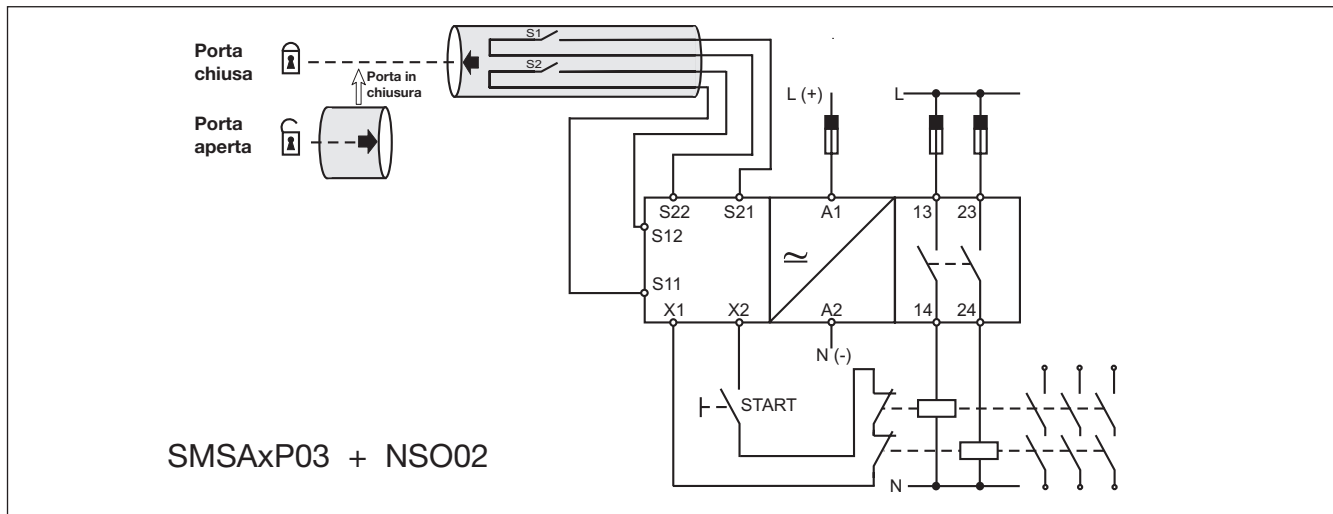 S1
S2
Porta
chiusa
Porta in
chiusura
Porta
aperta
L (+)
L
S22
S21
A1
13
23
S12
≃
S11
X1
X2
A2
14
24
N (-)
START
SMSAxP03 + NSO02
N